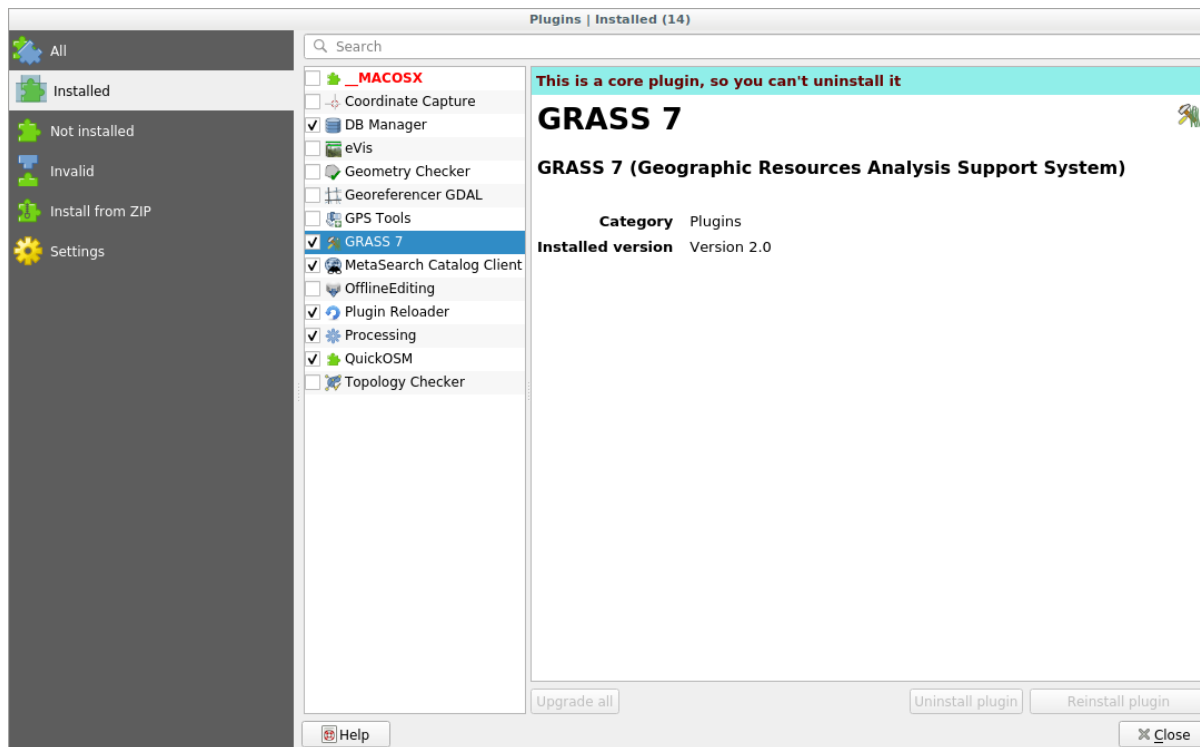 Plugins | Installed (14)
All
Installed
Not installed
Invalid
Install from ZIP
Settings
Search
__MACOSX
Coordinate Capture
DB Manager
eVis
Geometry Checker
Georeferencer GDAL
GPS Tools
GRASS 7
MetaSearch Catalog Client
OfflineEditing
Plugin Reloader
Processing
QuickOSM
Topology Checker
This is a core plugin, so you can't uninstall it
GRASS 7
GRASS 7 (Geographic Resources Analysis Support System)
Category Plugins
Installed version Version 2.0
Upgrade all
Uninstall plugin
Reinstall plugin
Help
Close